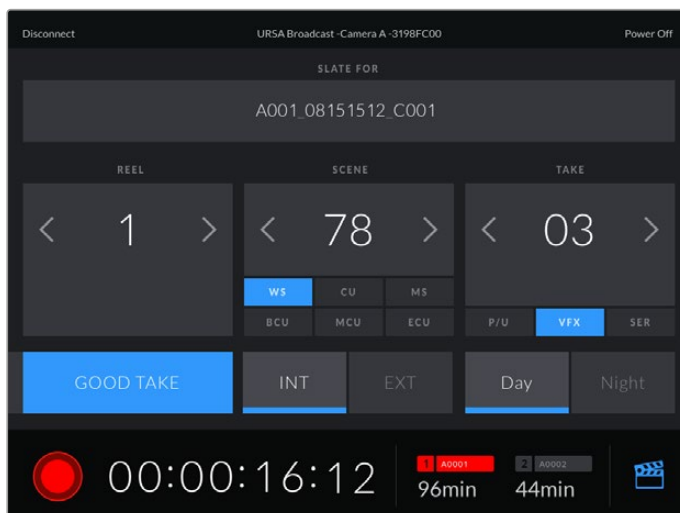 Disconnect URSA Broadcast -Camera A -3198FC00 Power Off
SLATE FOR
A001_08151512_C001
REEL SCENE TAKE
1 78 03
WS CU MS
BCU MCU ECU P/U VFX SER
GOOD TAKE INT EXT Day Night
1 A0001 2 A0002
00:00:16:12 96min 44min